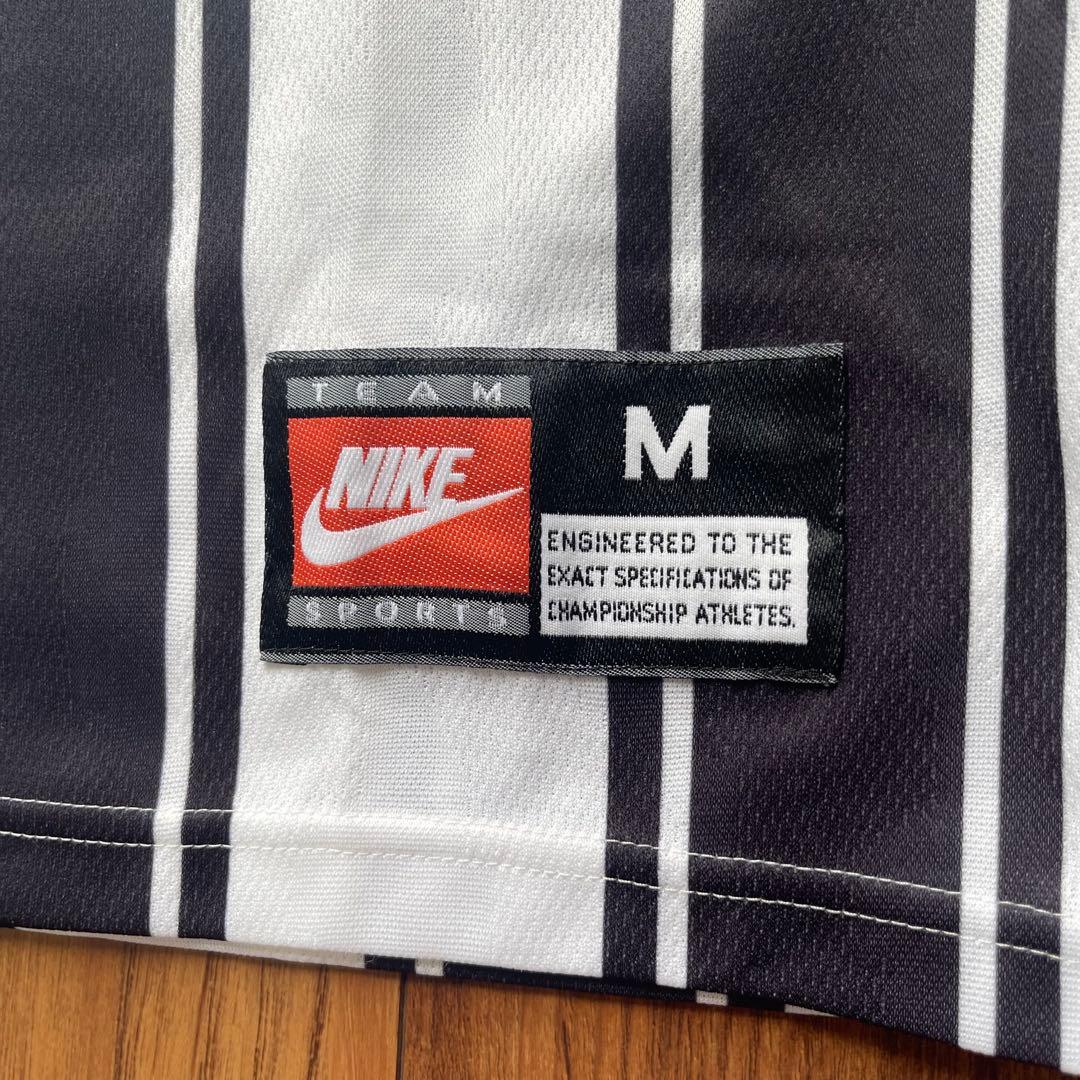 TEAM
NIKE
SPORTS
M
ENGINEERED TO THE
EXACT SPECIFICATIONS OF
CHAMPIONSHIP ATHLETES.